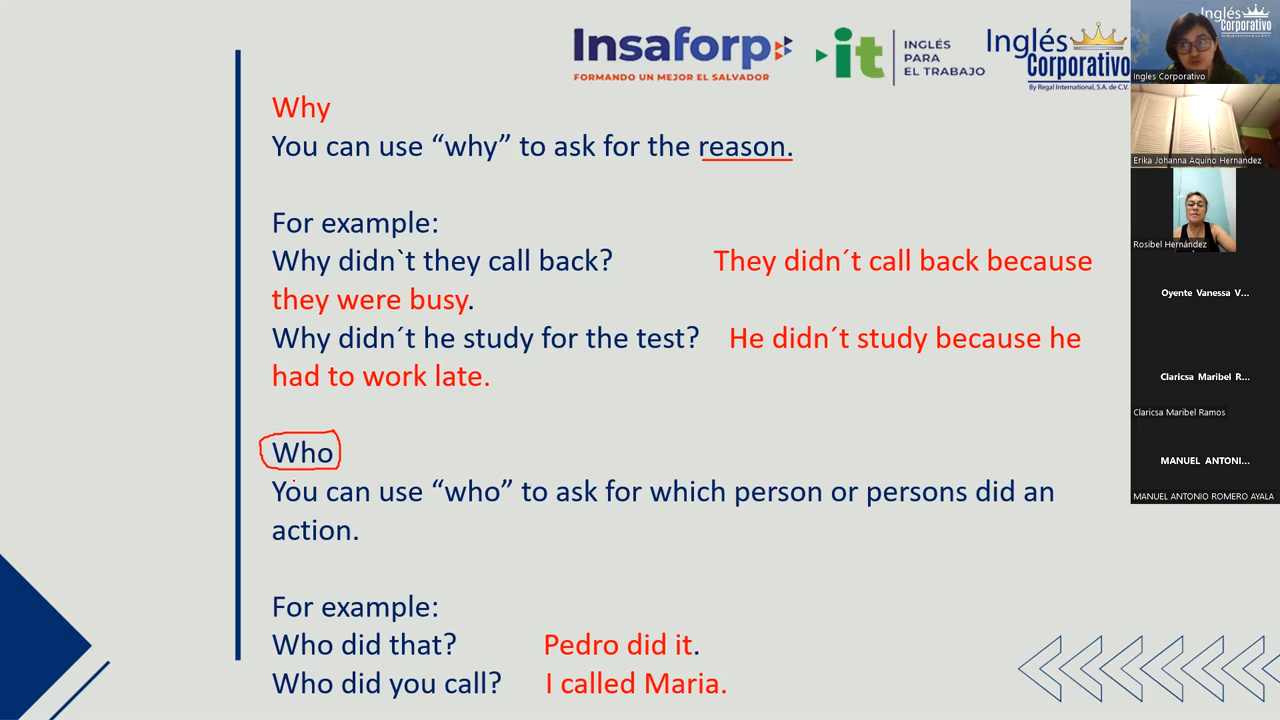 Insaforp
FORMANDO UN MEJOR EL SALVADOR
it
INGLÉS
PARA
EL TRABAJO
Inglés
Corporativo
By Regal International, S.A. de C.V.
Why
You can use “why” to ask for the reason.
For example:
Why didn`t they call back? They didn´t call back because
they were busy.
Why didn´t he study for the test? He didn´t study because he
had to work late.
Who
You can use “who” to ask for which person or persons did an
action.
For example:
Who did that? Pedro did it.
Who did you call? I called Maria.
Inglés
Corporativo
Ingles Corporativo
Erika Johanna Aquino Hernandez
Rosibel Hernández
Oyente Vanessa V...
Claricsa Maribel R...
Claricsa Maribel Ramos
MANUEL ANTONI...
MANUEL ANTONIO ROMERO AYALA